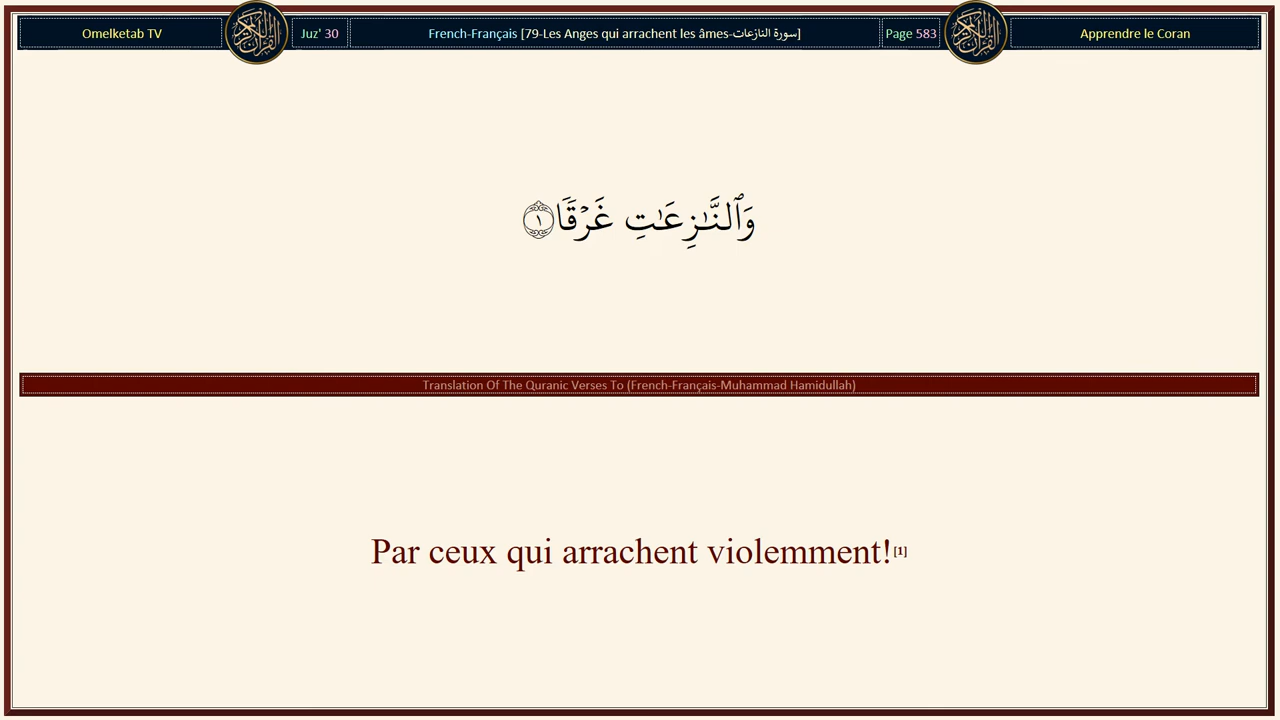 Omelketab TV
Juz' 30
French-Français [79-Les Anges qui arrachent les âmes-سورة النازعات]
Page 583
Apprendre le Coran
وَٱلنَّـٰزِعَـٰتِ غَرۡقٗا ١
Translation Of The Quranic Verses To (French-Français-Muhammad Hamidullah)
Par ceux qui arrachent violemment![1]